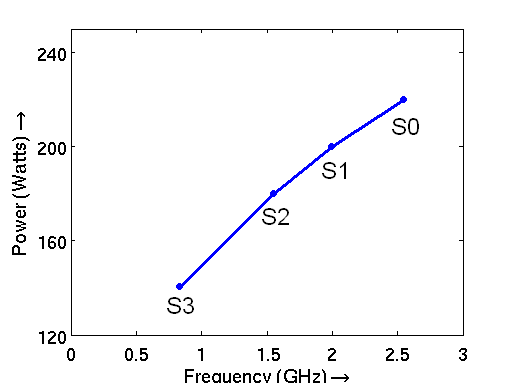 240
200
160
120
Power (Watts) →
S0
S1
S2
S3
0 0.5 1 1.5 2 2.5 3
Frequency (GHz) →